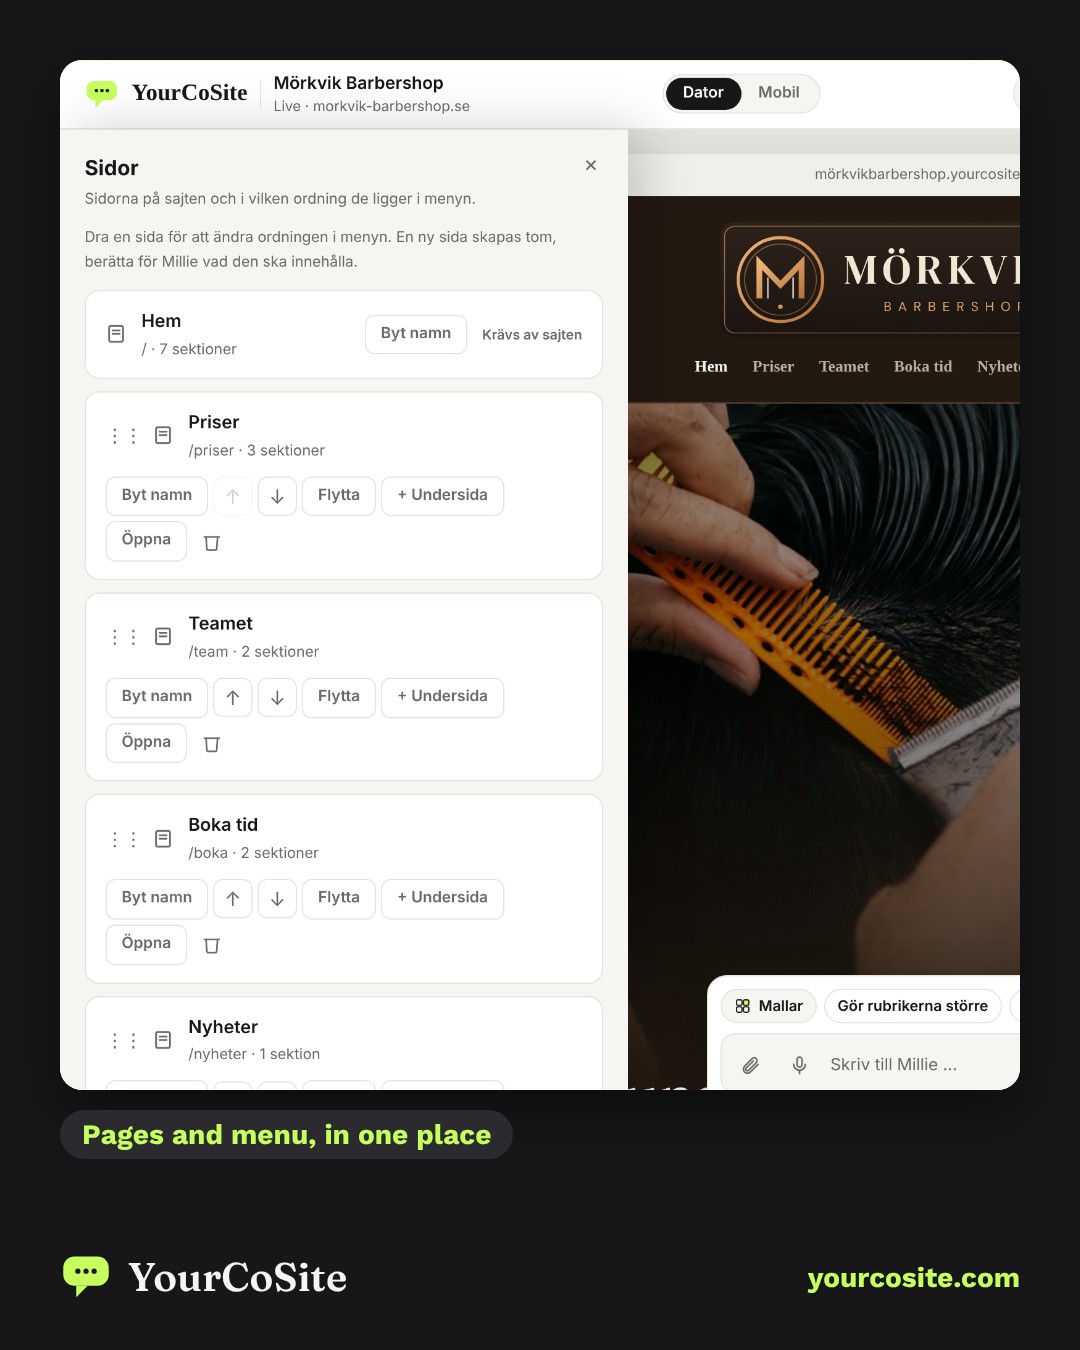 YourCoSite
Mörkvik Barbershop
Live · morkvik-barbershop.se
Dator
Mobil
Sidor
Sidorna på sajten och i vilken ordning de ligger i menyn.
Dra en sida för att ändra ordningen i menyn. En ny sida skapas tom,
berätta för Millie vad den ska innehålla.
Hem
/ · 7 sektioner
Byt namn
Krävs av sajten
Priser
/priser · 3 sektioner
Byt namn
Flytta
+ Undersida
Öppna
Teamet
/team · 2 sektioner
Byt namn
Flytta
+ Undersida
Öppna
Boka tid
/boka · 2 sektioner
Byt namn
Flytta
+ Undersida
Öppna
Nyheter
/nyheter · 1 sektion
mörkvikbarbershop.yourcosite
M
MÖRKVI
BARBERSHOP
Hem Priser Teamet Boka tid Nyhete
Mallar
Gör rubrikerna större
Skriv till Millie ...
Pages and menu, in one place
YourCoSite
yourcosite.com